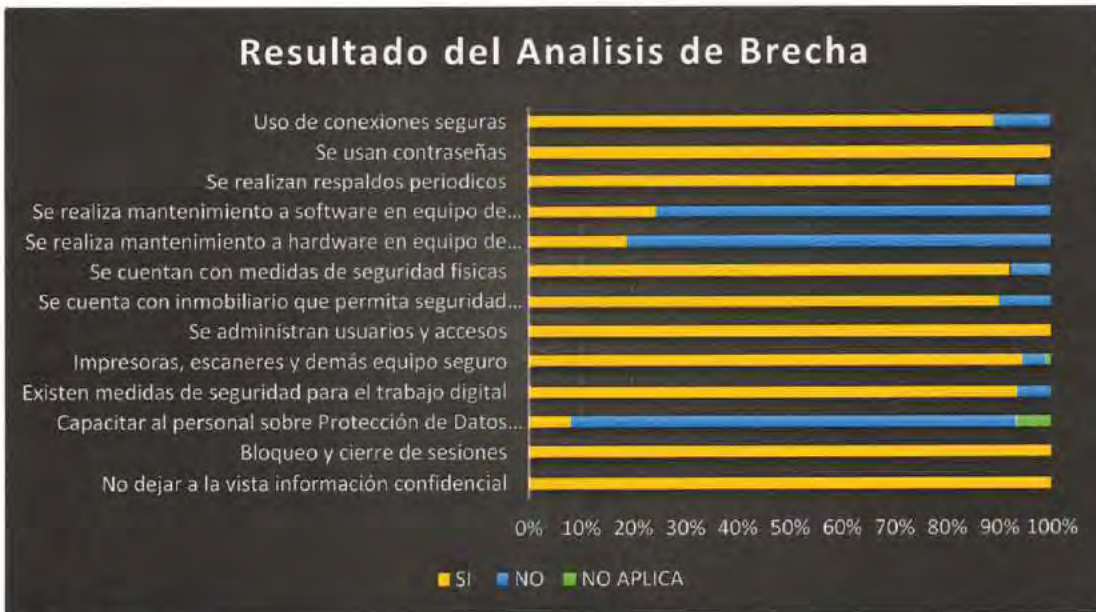 Resultado del Analisis de Brecha
Uso de conexiones seguras
Se usan contraseñas
Se realizan respaldos periodicos
Se realiza mantenimiento a software en equipo de...
Se realiza mantenimiento a hardware en equipo de...
Se cuentan con medidas de seguridad físicas
Se cuenta con inmobiliario que permita seguridad...
Se administran usuarios y accesos
Impresoras, escaneres y demás equipo seguro
Existen medidas de seguridad para el trabajo digital
Capacitar al personal sobre Protección de Datos...
Bloqueo y cierre de sesiones
No dejar a la vista información confidencial
0% 10% 20% 30% 40% 50% 60% 70% 80% 90% 100%
SI NO NO APLICA